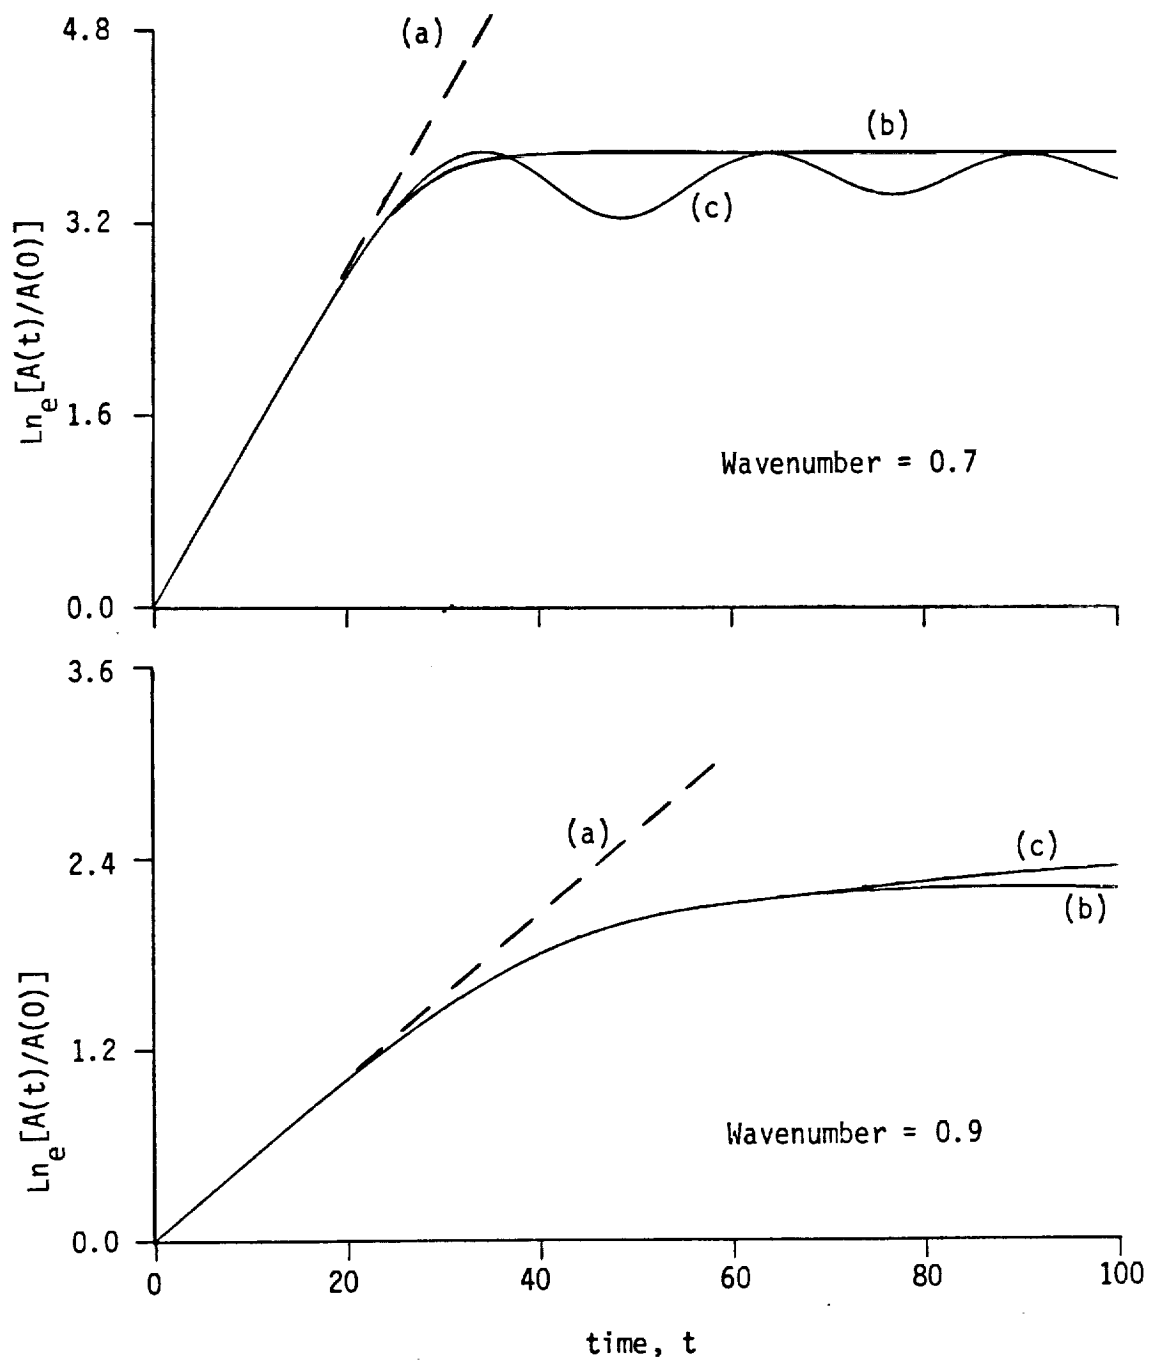 4.8
(a)
(b)
3.2
(c)
Ln_e[A(t)/A(0)]
1.6
Wavenumber = 0.7
0.0
3.6
(a)
(c)
2.4
(b)
Ln_e[A(t)/A(0)]
1.2
Wavenumber = 0.9
0.0
0 20 40 60 80 100
time, t